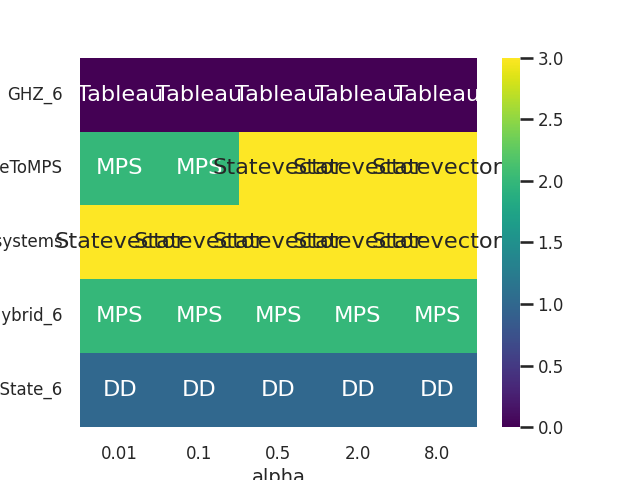 GHZ_6 Tableau Tableau Tableau Tableau Tableau
eToMPS MPS MPS Statevector Statevector Statevector
systems Statevector Statevector Statevector Statevector Statevector
ybrid_6 MPS MPS MPS MPS MPS
State_6 DD DD DD DD DD
0.01 0.1 0.5 2.0 8.0
alpha
3.0
2.5
2.0
1.5
1.0
0.5
0.0